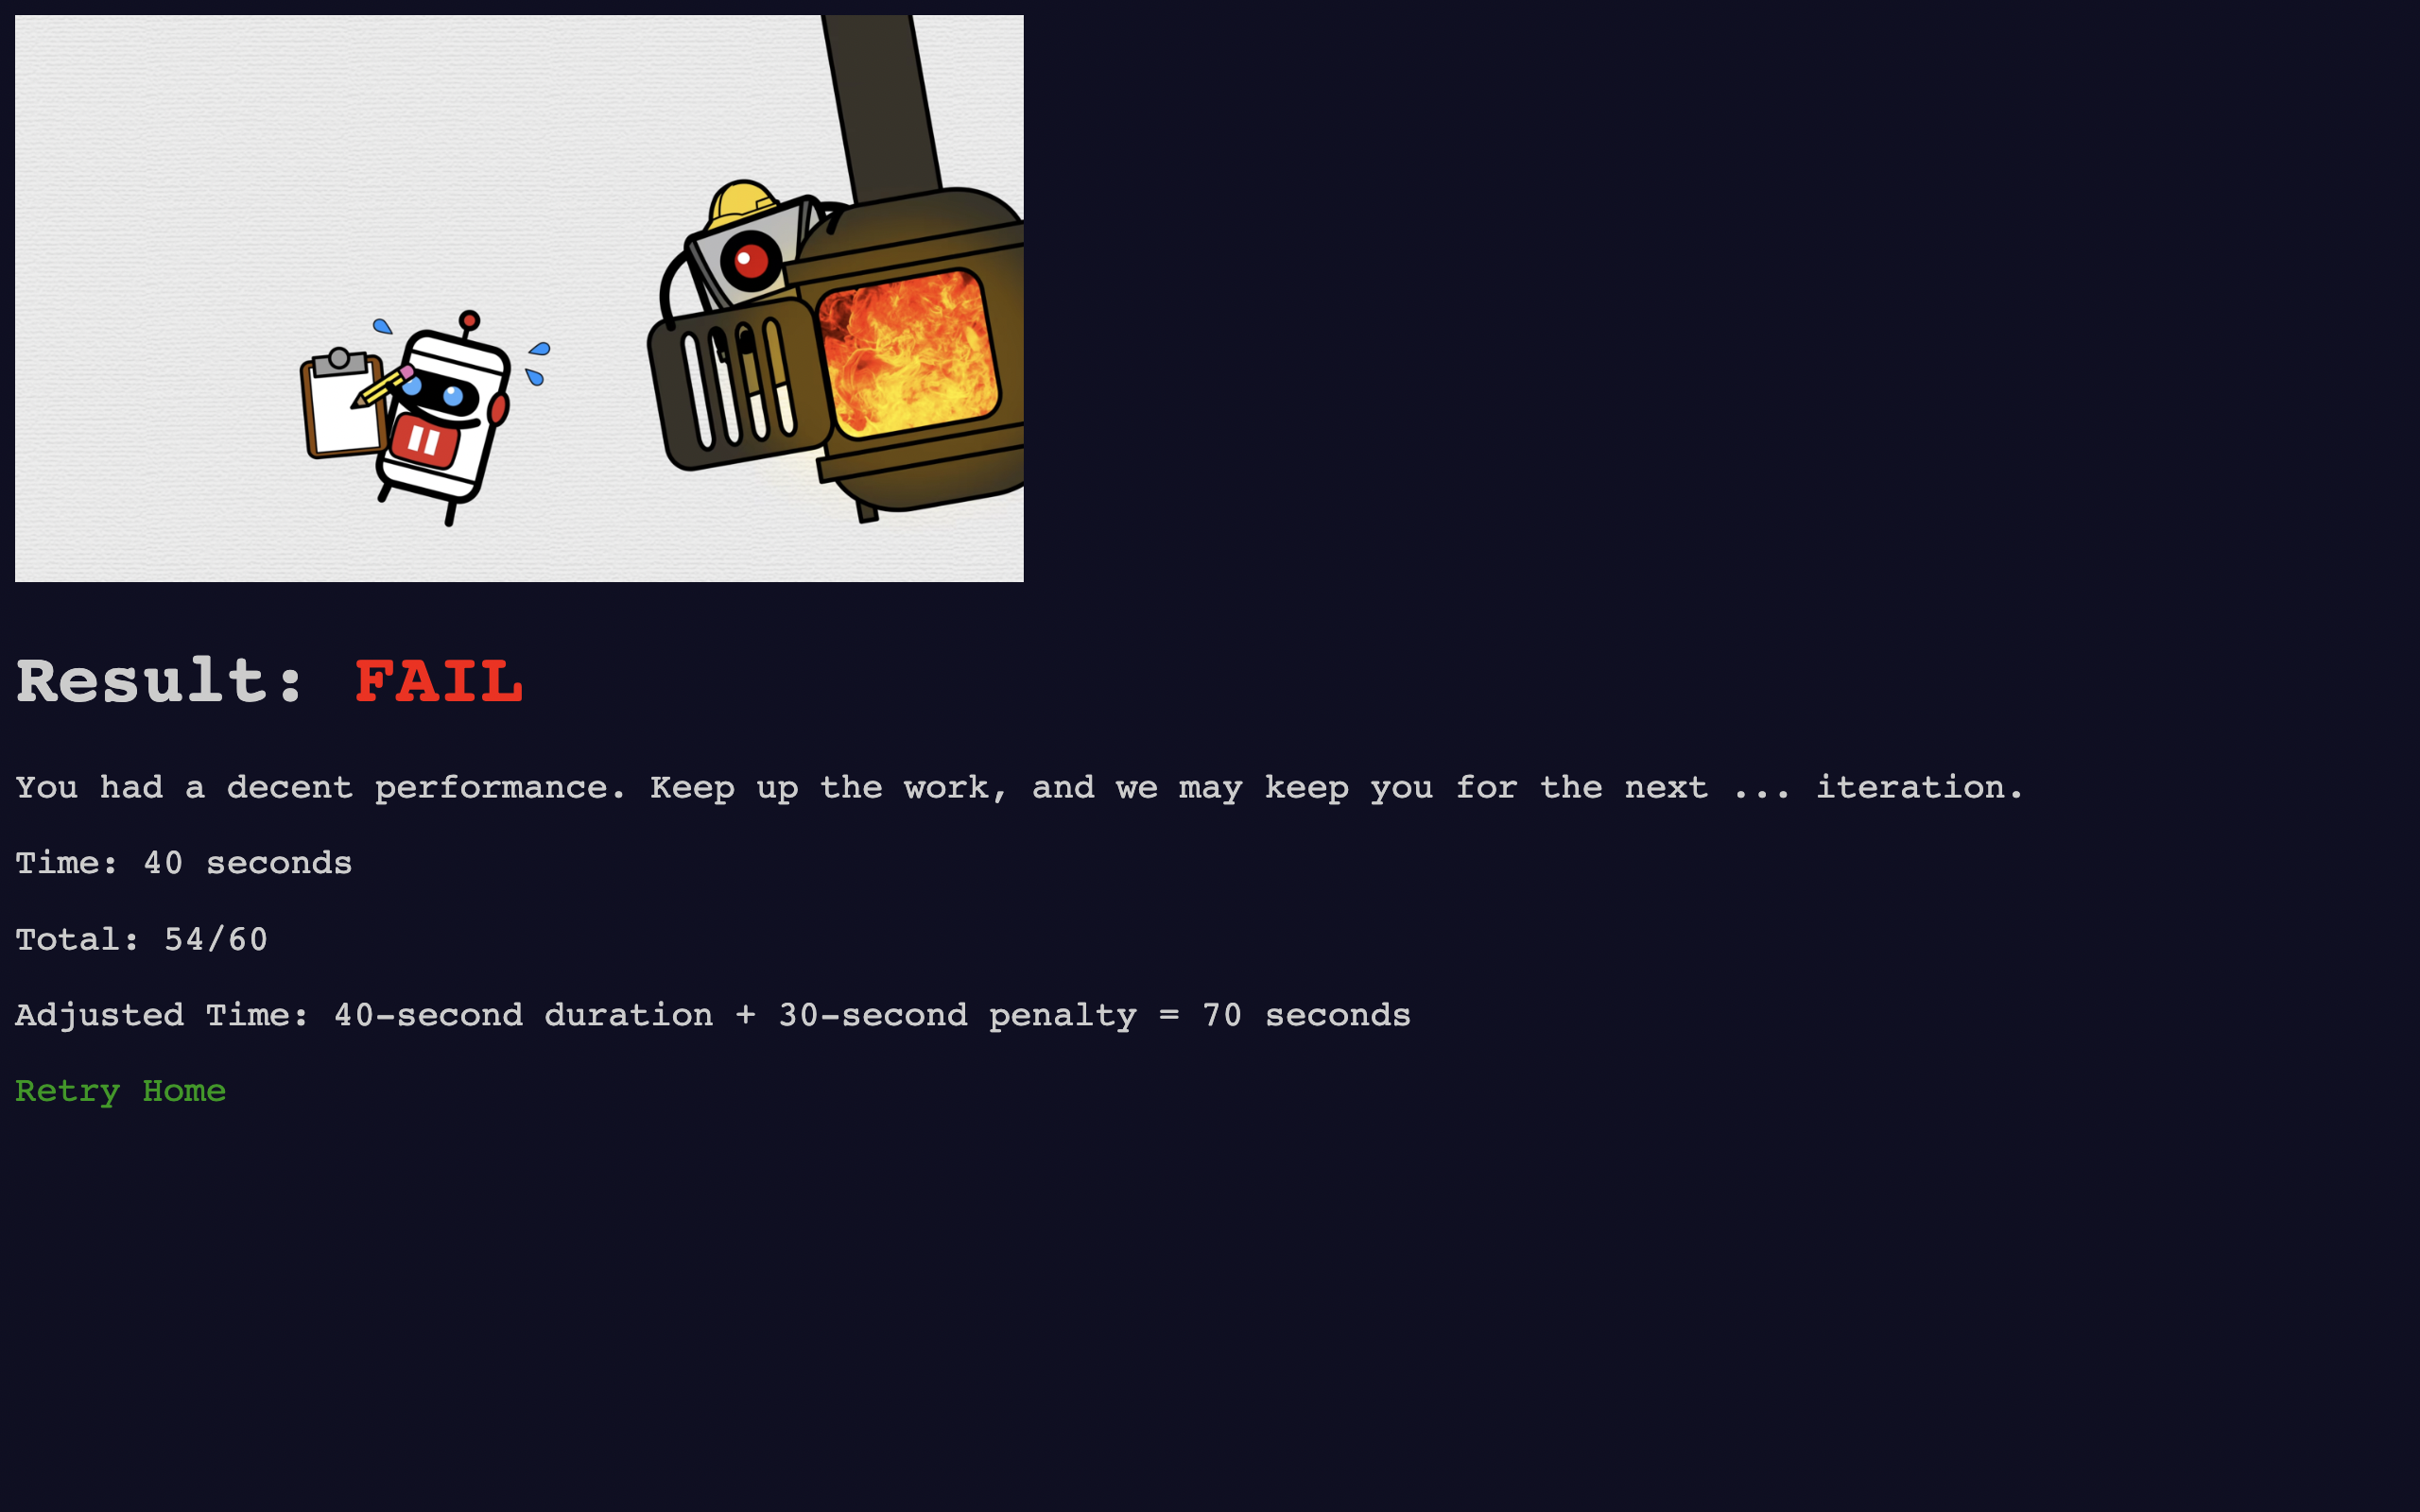 Result: FAIL
You had a decent performance. Keep up the work, and we may keep you for the next ... iteration.
Time: 40 seconds
Total: 54/60
Adjusted Time: 40-second duration + 30-second penalty = 70 seconds
Retry Home